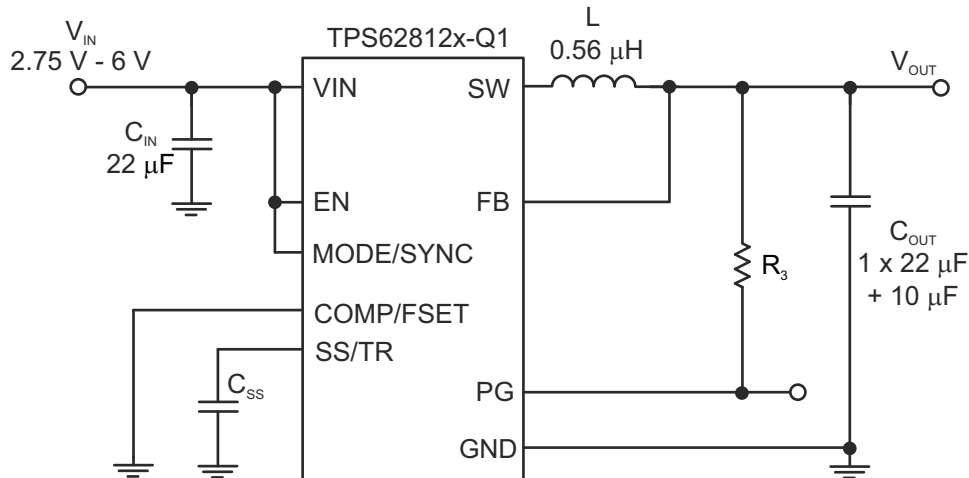 V_IN
2.75 V - 6 V
C_IN
22 μF
TPS62812x-Q1
VIN
EN
MODE/SYNC
COMP/FSET
SS/TR
C_SS
SW
FB
PG
GND
L
0.56 μH
R_3
V_OUT
C_OUT
1 x 22 μF
+ 10 μF